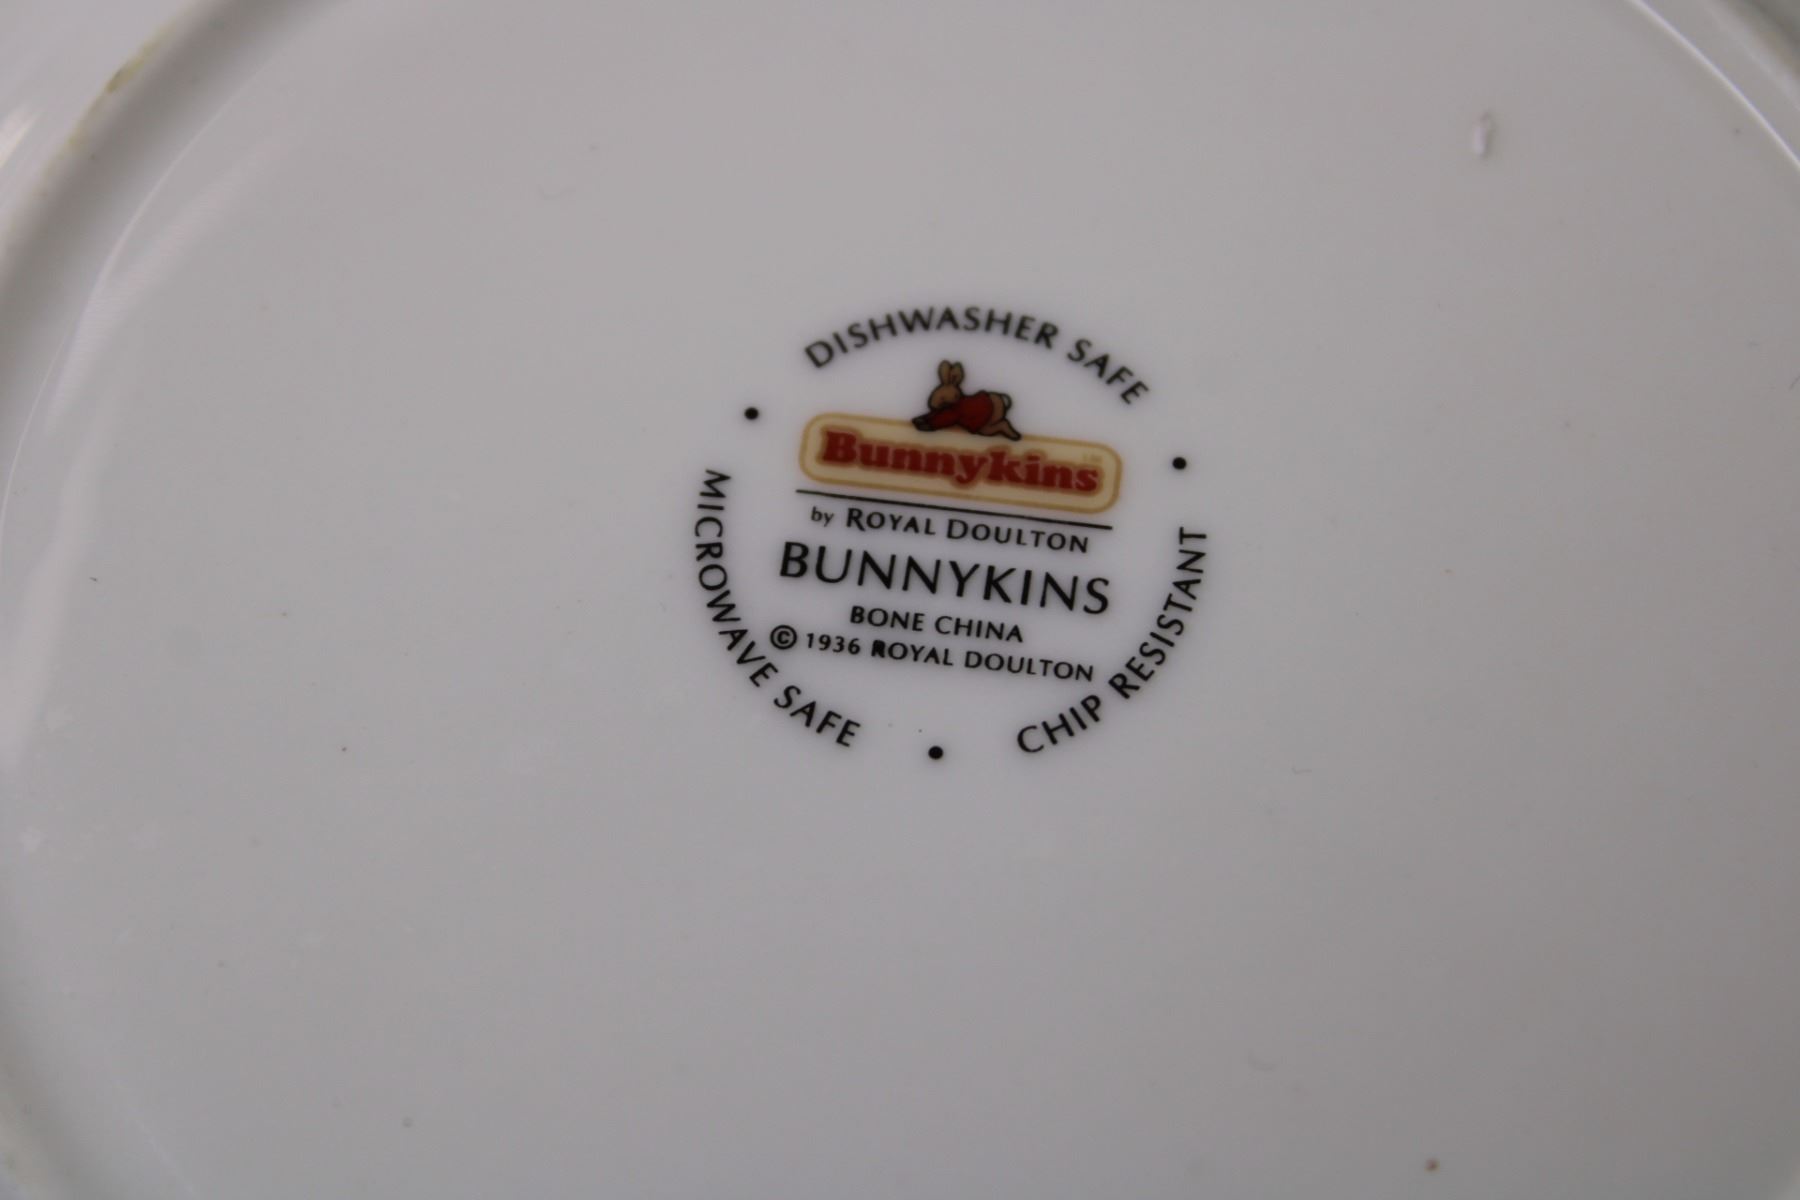 DISHWASHER SAFE
Bunnykins
by ROYAL DOULTON
BUNNYKINS
BONE CHINA
© 1936 ROYAL DOULTON
MICROWAVE SAFE
CHIP RESISTANT